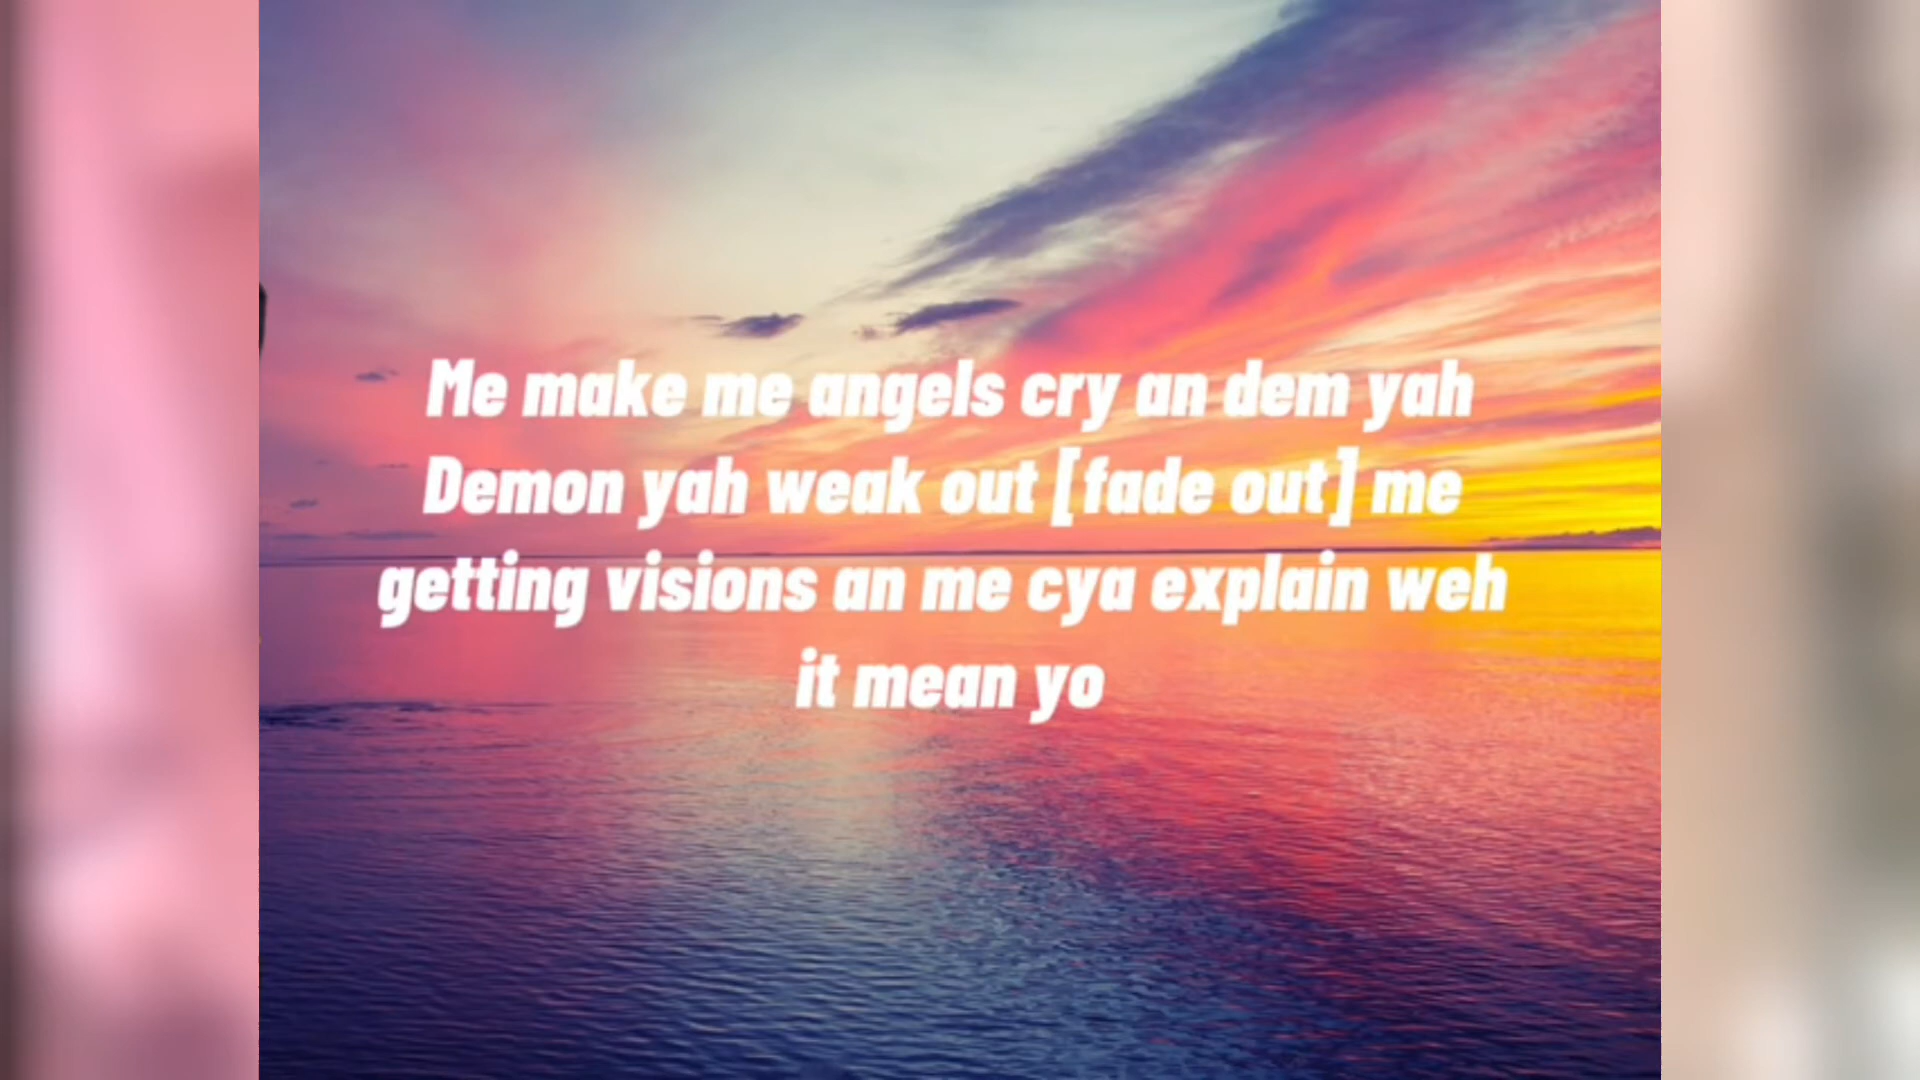 Me make me angels cry an dem yah
Demon yah weak out [fade out] me
getting visions an me cya explain weh
it mean yo